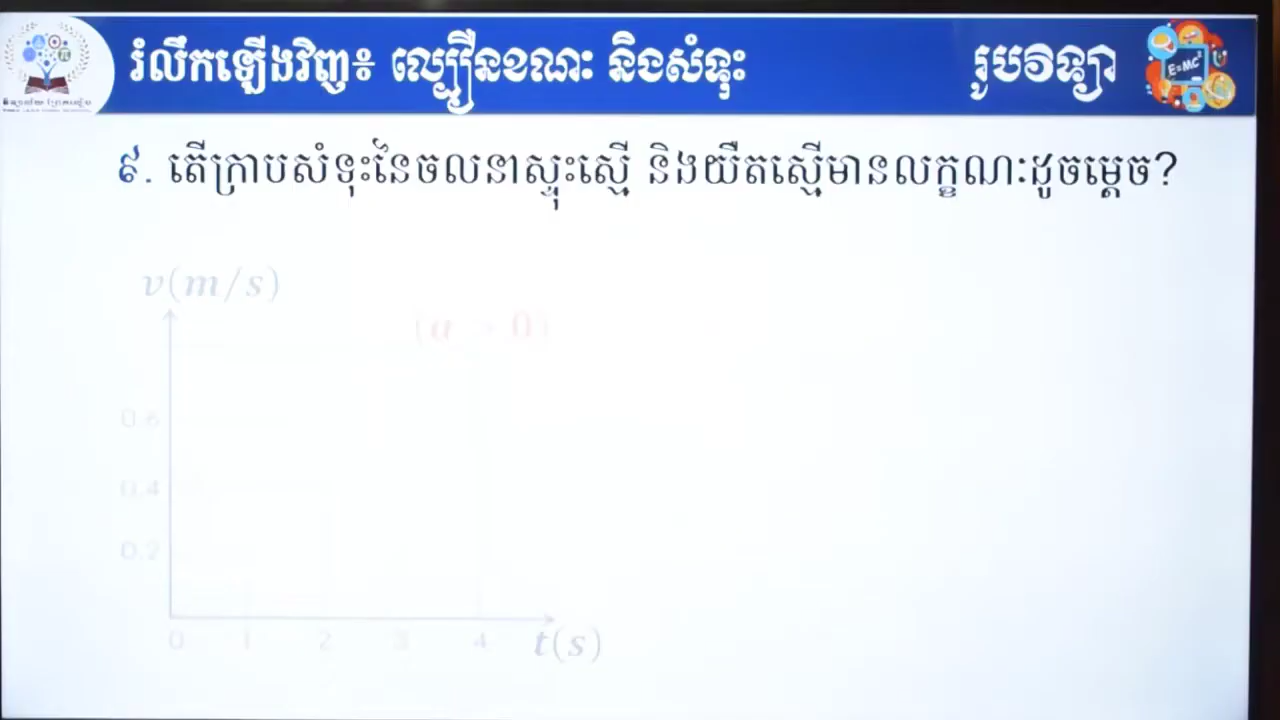 រំលឹកឡើងវិញ៖ ល្បឿនខណៈ និងសំទុះ
រូបវិទ្យា
E=MC²
៩. តើក្រាបសំទុះនៃចលនាស្ទុះស្មើ និងយឺតស្មើមានលក្ខណៈដូចម្ដេច?
v(m/s)
(a > 0)
0.6
0.4
0.2
0 1 2 3 4 t(s)